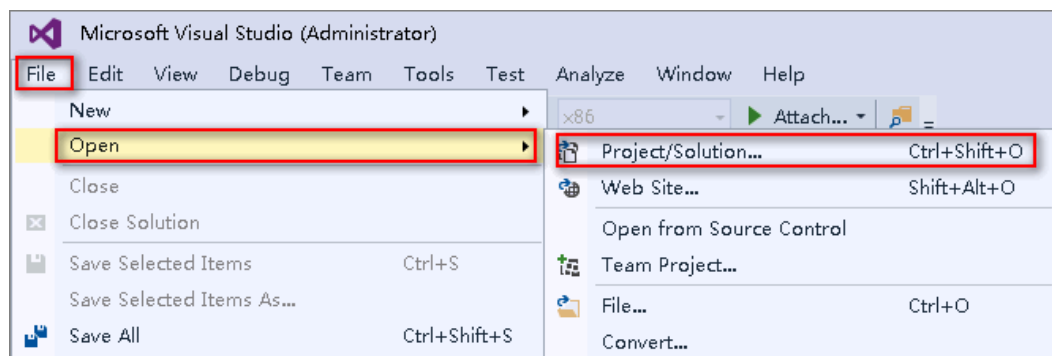 Microsoft Visual Studio (Administrator)
File Edit View Debug Team Tools Test Analyze Window Help
New
x86 Attach...
Open
Project/Solution... Ctrl+Shift+O
Close
Web Site... Shift+Alt+O
Close Solution
Open from Source Control
Save Selected Items Ctrl+S
Team Project...
Save Selected Items As...
File... Ctrl+O
Save All Ctrl+Shift+S
Convert...